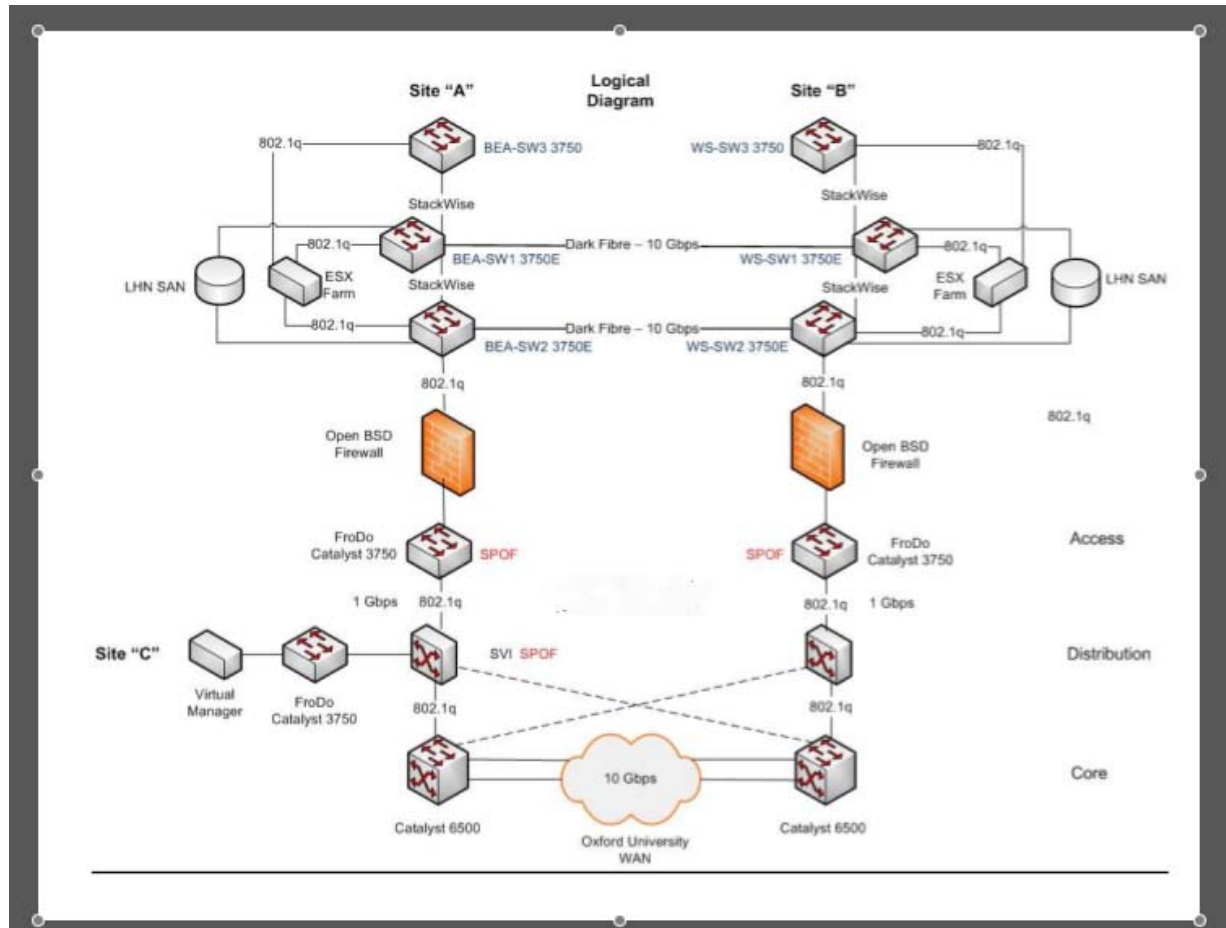 Logical
Diagram
Site "A"
Site "B"
802.1q
BEA-SW3 3750
WS-SW3 3750
802.1q
StackWise
StackWise
802.1q
Dark Fibre – 10 Gbps
802.1q
BEA-SW1 3750E
WS-SW1 3750E
LHN SAN
ESX
Farm
ESX
Farm
LHN SAN
StackWise
StackWise
802.1q
Dark Fibre – 10 Gbps
802.1q
BEA-SW2 3750E
WS-SW2 3750E
802.1q
802.1q
802.1q
Open BSD
Firewall
Open BSD
Firewall
FroDo
Catalyst 3750
SPOF
SPOF
FroDo
Catalyst 3750
Access
1 Gbps
802.1q
802.1q
1 Gbps
Site "C"
SVI SPOF
Distribution
Virtual
Manager
FroDo
Catalyst 3750
802.1q
802.1q
10 Gbps
Core
Catalyst 6500
Catalyst 6500
Oxford University
WAN